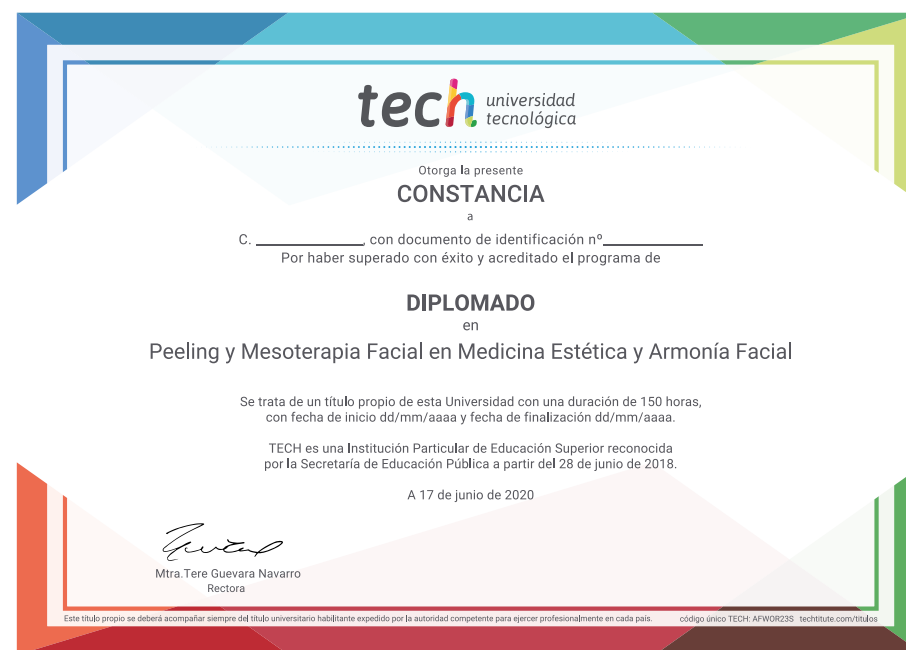 tech universidad
tecnológica
Otorga la presente
CONSTANCIA
a
C. ____________, con documento de identificación nº____________
Por haber superado con éxito y acreditado el programa de
DIPLOMADO
en
Peeling y Mesoterapia Facial en Medicina Estética y Armonía Facial
Se trata de un título propio de esta Universidad con una duración de 150 horas,
con fecha de inicio dd/mm/aaaa y fecha de finalización dd/mm/aaaa.
TECH es una Institución Particular de Educación Superior reconocida
por la Secretaría de Educación Pública a partir del 28 de junio de 2018.
A 17 de junio de 2020
Mtra.Tere Guevara Navarro
Rectora
Este título propio se deberá acompañar siempre del título universitario habilitante expedido por la autoridad competente para ejercer profesionalmente en cada país. código único TECH: AFWOR23S techtitute.com/titulos